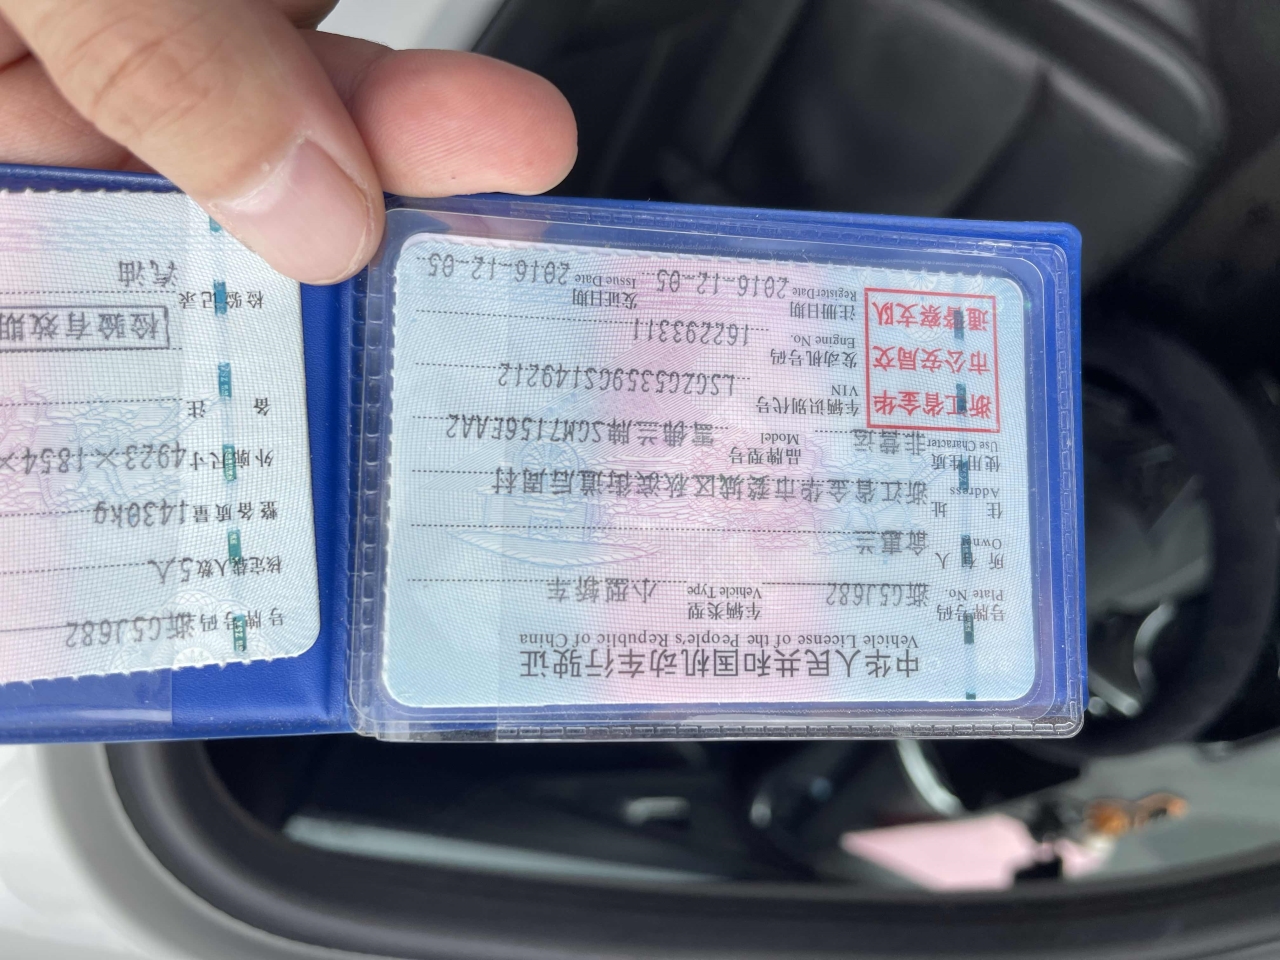 中华人民共和国机动车行驶证
Vehicle License of the People's Republic of China
号牌号码 浙G5J682 车辆类型 小型轿车
Plate No. Vehicle Type
所有人 俞惠兰
Owner
住址 浙江省金华市婺城区秋滨街道后周村
Address
使用性质 非营运 品牌型号 雪佛兰牌SGM7156EAA2
Use Character Model
浙江省金华
市公安局交
通警察支队
车辆识别代号 LSGZG5359GS149212
VIN
发动机号码 162293311
Engine No.
注册日期 2016-12-05 发证日期 2016-12-05
Register Date Issue Date
号牌号码 浙G5J682
核定载人数 5人
整备质量 1430kg
外廓尺寸 4923×1854×
备注
检验有效期
检验记录
汽油